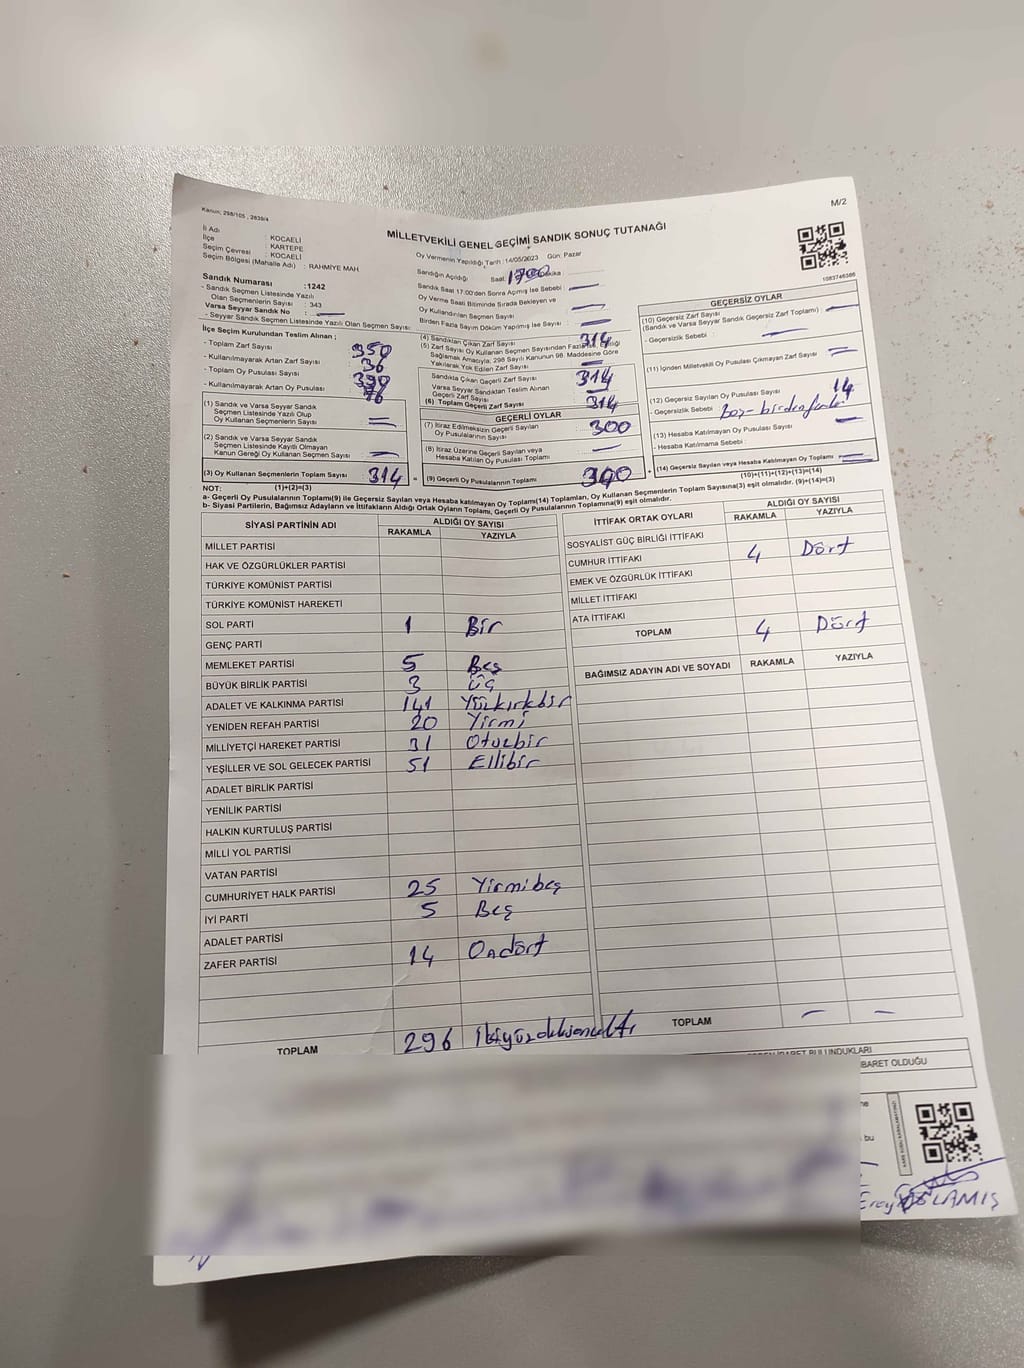 Kanun; 298/105 , 2839/4
M/2
MİLLETVEKİLİ GENEL SEÇİMİ SANDIK SONUÇ TUTANAĞI
İl Adı : KOCAELİ
İlçe : KARTEPE
Seçim Çevresi : KOCAELİ
Seçim Bölgesi (Mahalle Adı) : RAHMİYE MAH
Sandık Numarası : 1242
- Sandık Seçmen Listesinde Yazılı
Olan Seçmenlerin Sayısı : 343
Varsa Seyyar Sandık No :
- Seyyar Sandık Seçmen Listesinde Yazılı Olan Seçmen Sayısı:
İlçe Seçim Kurulundan Teslim Alınan ;
- Toplam Zarf Sayısı : 350
- Kullanılmayarak Artan Zarf Sayısı : 36
- Toplam Oy Pusulası Sayısı :
- Kullanılmayarak Artan Oy Pusulası :
(1) Sandık ve Varsa Seyyar Sandık
Seçmen Listesinde Yazılı Olup
Oy Kullanan Seçmenlerin Sayısı :
(2) Sandık ve Varsa Seyyar Sandık
Seçmen Listesinde Kayıtlı Olmayan
Kanun Gereği Oy Kullanan Seçmen Sayısı :
(3) Oy Kullanan Seçmenlerin Toplam Sayısı : 314
(1)+(2)=(3)
Oy Vermenin Yapıldığı Tarih : 14/05/2023 Gün: Pazar
Sandığın Açıldığı Saat:
Sandık Saat 17:00'den Sonra Açılmış İse Sebebi :
Oy Verme Saati Bitiminde Sırada Bekleyen ve
Oy Kullandırılan Seçmen Sayısı :
Birden Fazla Sayım Döküm Yapılmış İse Sayısı :
(4) Sandıktan Çıkan Zarf Sayısı : 314
(5) Zarf Sayısı Oy Kullanan Seçmen Sayısından Fazla İse, Eşitliği
Sağlamak Amacıyla; 298 Sayılı Kanunun 98. Maddesine Göre
Yakılarak Yok Edilen Zarf Sayısı :
Sandıkta Çıkan Geçerli Zarf Sayısı : 314
Varsa Seyyar Sandıktan Teslim Alınan
Geçerli Zarf Sayısı :
(6) Toplam Geçerli Zarf Sayısı : 314
GEÇERLİ OYLAR
(7) İtiraz Edilmeksizin Geçerli Sayılan
Oy Pusulalarının Sayısı : 300
(8) İtiraz Üzerine Geçerli Sayılan veya
Hesaba Katılan Oy Pusulası Toplamı :
(9) Geçerli Oy Pusulalarının Toplamı : 300
1083746386
GEÇERSİZ OYLAR
(10) Geçersiz Zarf Sayısı
(Sandık ve Varsa Seyyar Sandık Geçersiz Zarf Toplamı) :
- Geçersizlik Sebebi :
(11) İçinden Milletvekili Oy Pusulası Çıkmayan Zarf Sayısı :
(12) Geçersiz Sayılan Oy Pusulası Sayısı : 14
- Geçersizlik Sebebi : Boş - birden fazla
(13) Hesaba Katılmayan Oy Pusulası Sayısı :
- Hesaba Katılmama Sebebi :
(14) Geçersiz Sayılan veya Hesaba Katılmayan Oy Toplamı :
(10)+(11)+(12)+(13)=(14)
NOT:
a- Geçerli Oy Pusulalarının Toplamı(9) ile Geçersiz Sayılan veya Hesaba katılmayan Oy Toplamı(14) Toplamları, Oy Kullanan Seçmenlerin Toplam Sayısına(3) eşit olmalıdır. (9)+(14)=(3)
b- Siyasi Partilerin, Bağımsız Adayların ve İttifakların Aldığı Ortak Oyların Toplamı, Geçerli Oy Pusulalarının Toplamına(9) eşit olmalıdır.
SİYASİ PARTİNİN ADI ALDIĞI OY SAYISI
RAKAMLA YAZIYLA
MİLLET PARTİSİ
HAK VE ÖZGÜRLÜKLER PARTİSİ
TÜRKİYE KOMÜNİST PARTİSİ
TÜRKİYE KOMÜNİST HAREKETİ
SOL PARTİ 1 Bir
GENÇ PARTİ
MEMLEKET PARTİSİ 5 Beş
BÜYÜK BİRLİK PARTİSİ 3 Üç
ADALET VE KALKINMA PARTİSİ 141 Yüzkırkbir
YENİDEN REFAH PARTİSİ 20 Yirmi
MİLLİYETÇİ HAREKET PARTİSİ 31 Otuzbir
YEŞİLLER VE SOL GELECEK PARTİSİ 51 Ellibir
ADALET BİRLİK PARTİSİ
YENİLİK PARTİSİ
HALKIN KURTULUŞ PARTİSİ
MİLLİ YOL PARTİSİ
VATAN PARTİSİ
CUMHURİYET HALK PARTİSİ 25 Yirmibeş
İYİ PARTİ 5 Beş
ADALET PARTİSİ
ZAFER PARTİSİ 14 Ondört
TOPLAM 296 İkiyüzdoksanaltı
İTTİFAK ORTAK OYLARI ALDIĞI OY SAYISI
RAKAMLA YAZIYLA
SOSYALİST GÜÇ BİRLİĞİ İTTİFAKI
CUMHUR İTTİFAKI 4 Dört
EMEK VE ÖZGÜRLÜK İTTİFAKI
MİLLET İTTİFAKI
ATA İTTİFAKI
TOPLAM 4 Dört
BAĞIMSIZ ADAYIN ADI VE SOYADI RAKAMLA YAZIYLA
TOPLAM - -
BULUNDUKLARI
BARET OLDUĞU
bu